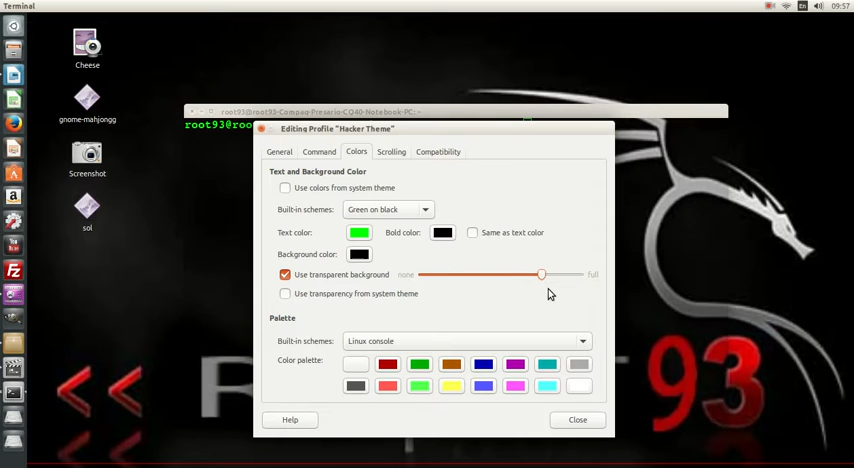 Terminal
En
09:57
Cheese
gnome-mahjongg
Screenshot
sol
root93@root93-Compaq-Presario-CQ40-Notebook-PC: ~
root93@roo
Editing Profile "Hacker Theme"
General Command Colors Scrolling Compatibility
Text and Background Color
Use colors from system theme
Built-in schemes: Green on black
Text color: Bold color: Same as text color
Background color:
Use transparent background none full
Use transparency from system theme
Palette
Built-in schemes: Linux console
Color palette:
Help Close
<< R 93